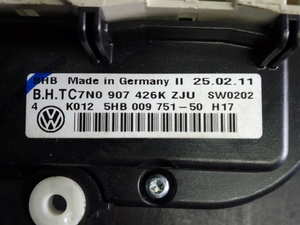 5HB Made in Germany II 25.02.11
B.H.TC7N0 907 426K ZJU SW0202
4 K012 5HB 009 751-50 H17